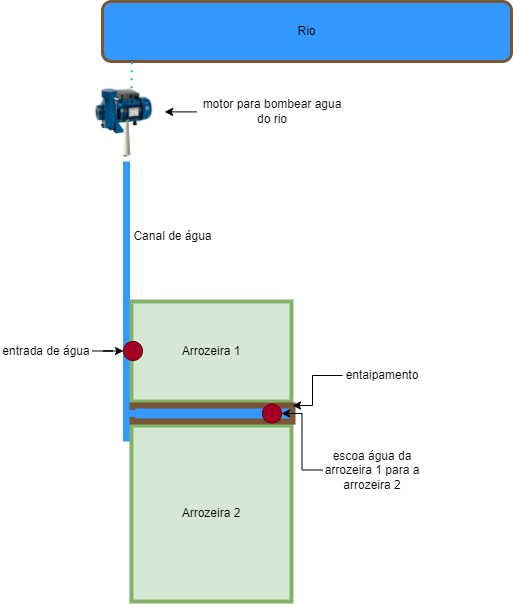 Rio
motor para bombear agua
do rio
Canal de água
entrada de água
Arrozeira 1
entaipamento
escoa água da
arrozeira 1 para a
arrozeira 2
Arrozeira 2